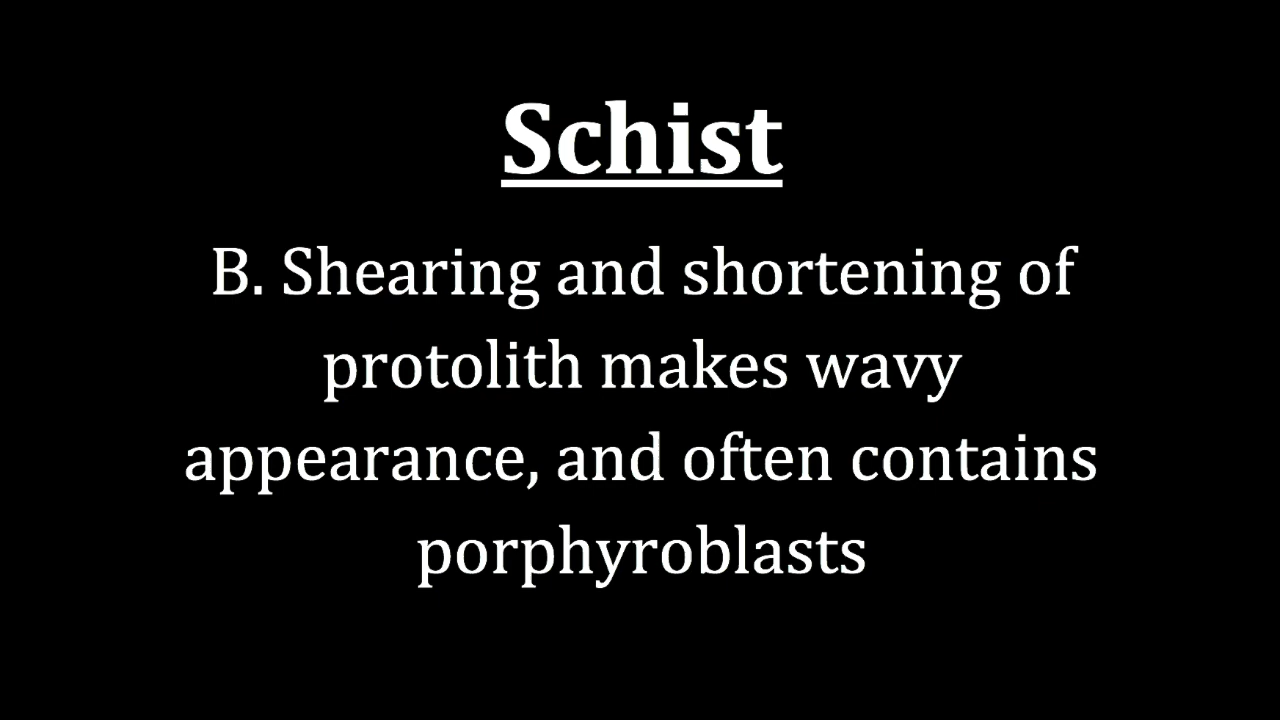 Schist
B. Shearing and shortening of
protolith makes wavy
appearance, and often contains
porphyroblasts